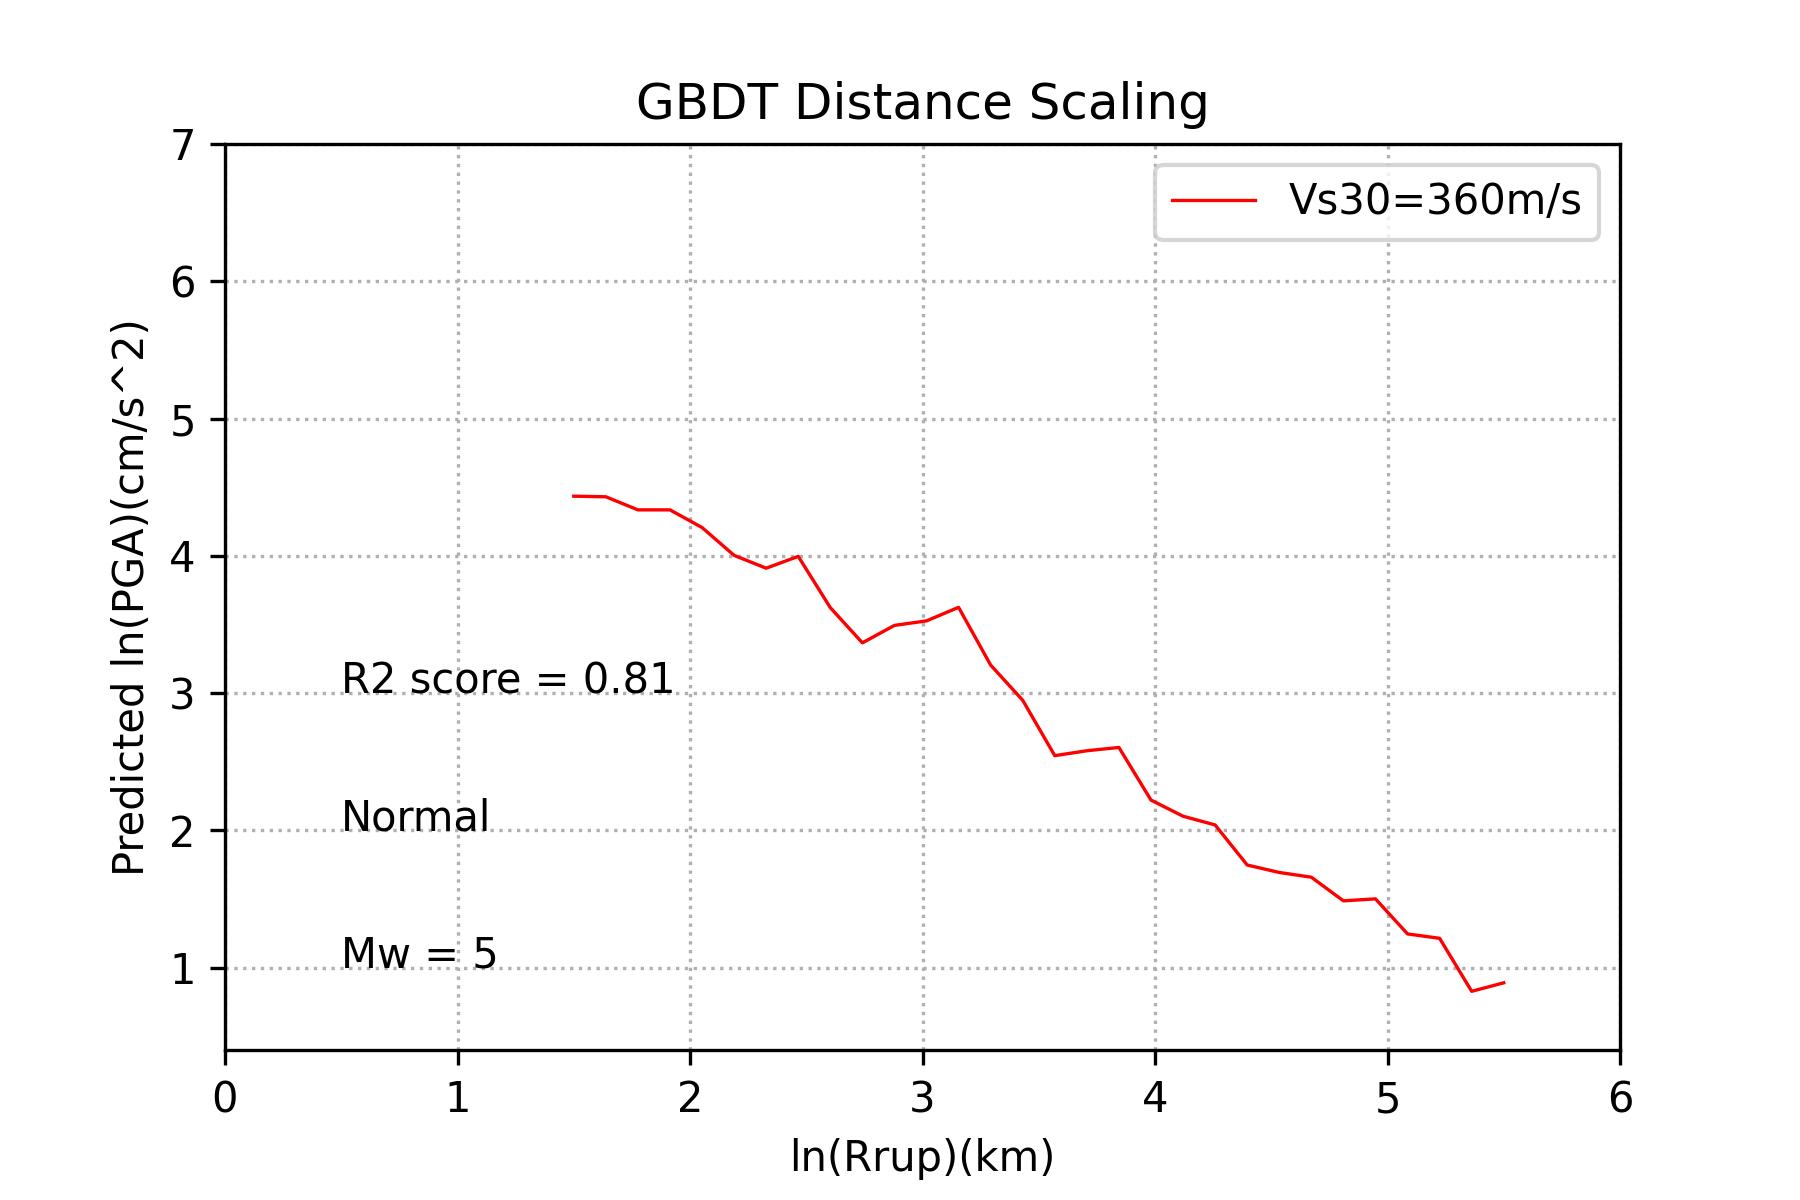 GBDT Distance Scaling
7
6
5
4
3
2
1
Predicted ln(PGA)(cm/s^2)
Vs30=360m/s
R2 score = 0.81
Normal
Mw = 5
0 1 2 3 4 5 6
ln(Rrup)(km)